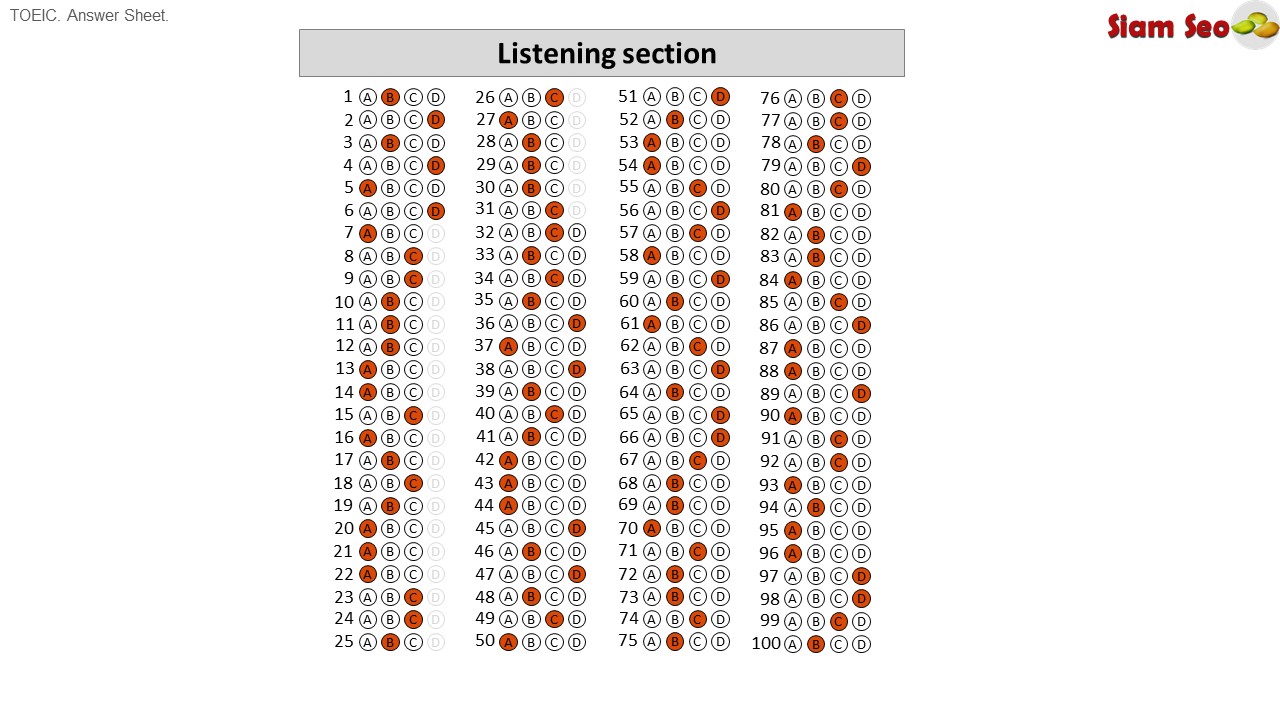 TOEIC. Answer Sheet.
Siam Seo
Listening section
1 A B C D 26 A B C D 51 A B C D 76 A B C D
2 A B C D 27 A B C D 52 A B C D 77 A B C D
3 A B C D 28 A B C D 53 A B C D 78 A B C D
4 A B C D 29 A B C D 54 A B C D 79 A B C D
5 A B C D 30 A B C D 55 A B C D 80 A B C D
6 A B C D 31 A B C D 56 A B C D 81 A B C D
7 A B C D 32 A B C D 57 A B C D 82 A B C D
8 A B C D 33 A B C D 58 A B C D 83 A B C D
9 A B C D 34 A B C D 59 A B C D 84 A B C D
10 A B C D 35 A B C D 60 A B C D 85 A B C D
11 A B C D 36 A B C D 61 A B C D 86 A B C D
12 A B C D 37 A B C D 62 A B C D 87 A B C D
13 A B C D 38 A B C D 63 A B C D 88 A B C D
14 A B C D 39 A B C D 64 A B C D 89 A B C D
15 A B C D 40 A B C D 65 A B C D 90 A B C D
16 A B C D 41 A B C D 66 A B C D 91 A B C D
17 A B C D 42 A B C D 67 A B C D 92 A B C D
18 A B C D 43 A B C D 68 A B C D 93 A B C D
19 A B C D 44 A B C D 69 A B C D 94 A B C D
20 A B C D 45 A B C D 70 A B C D 95 A B C D
21 A B C D 46 A B C D 71 A B C D 96 A B C D
22 A B C D 47 A B C D 72 A B C D 97 A B C D
23 A B C D 48 A B C D 73 A B C D 98 A B C D
24 A B C D 49 A B C D 74 A B C D 99 A B C D
25 A B C D 50 A B C D 75 A B C D 100 A B C D